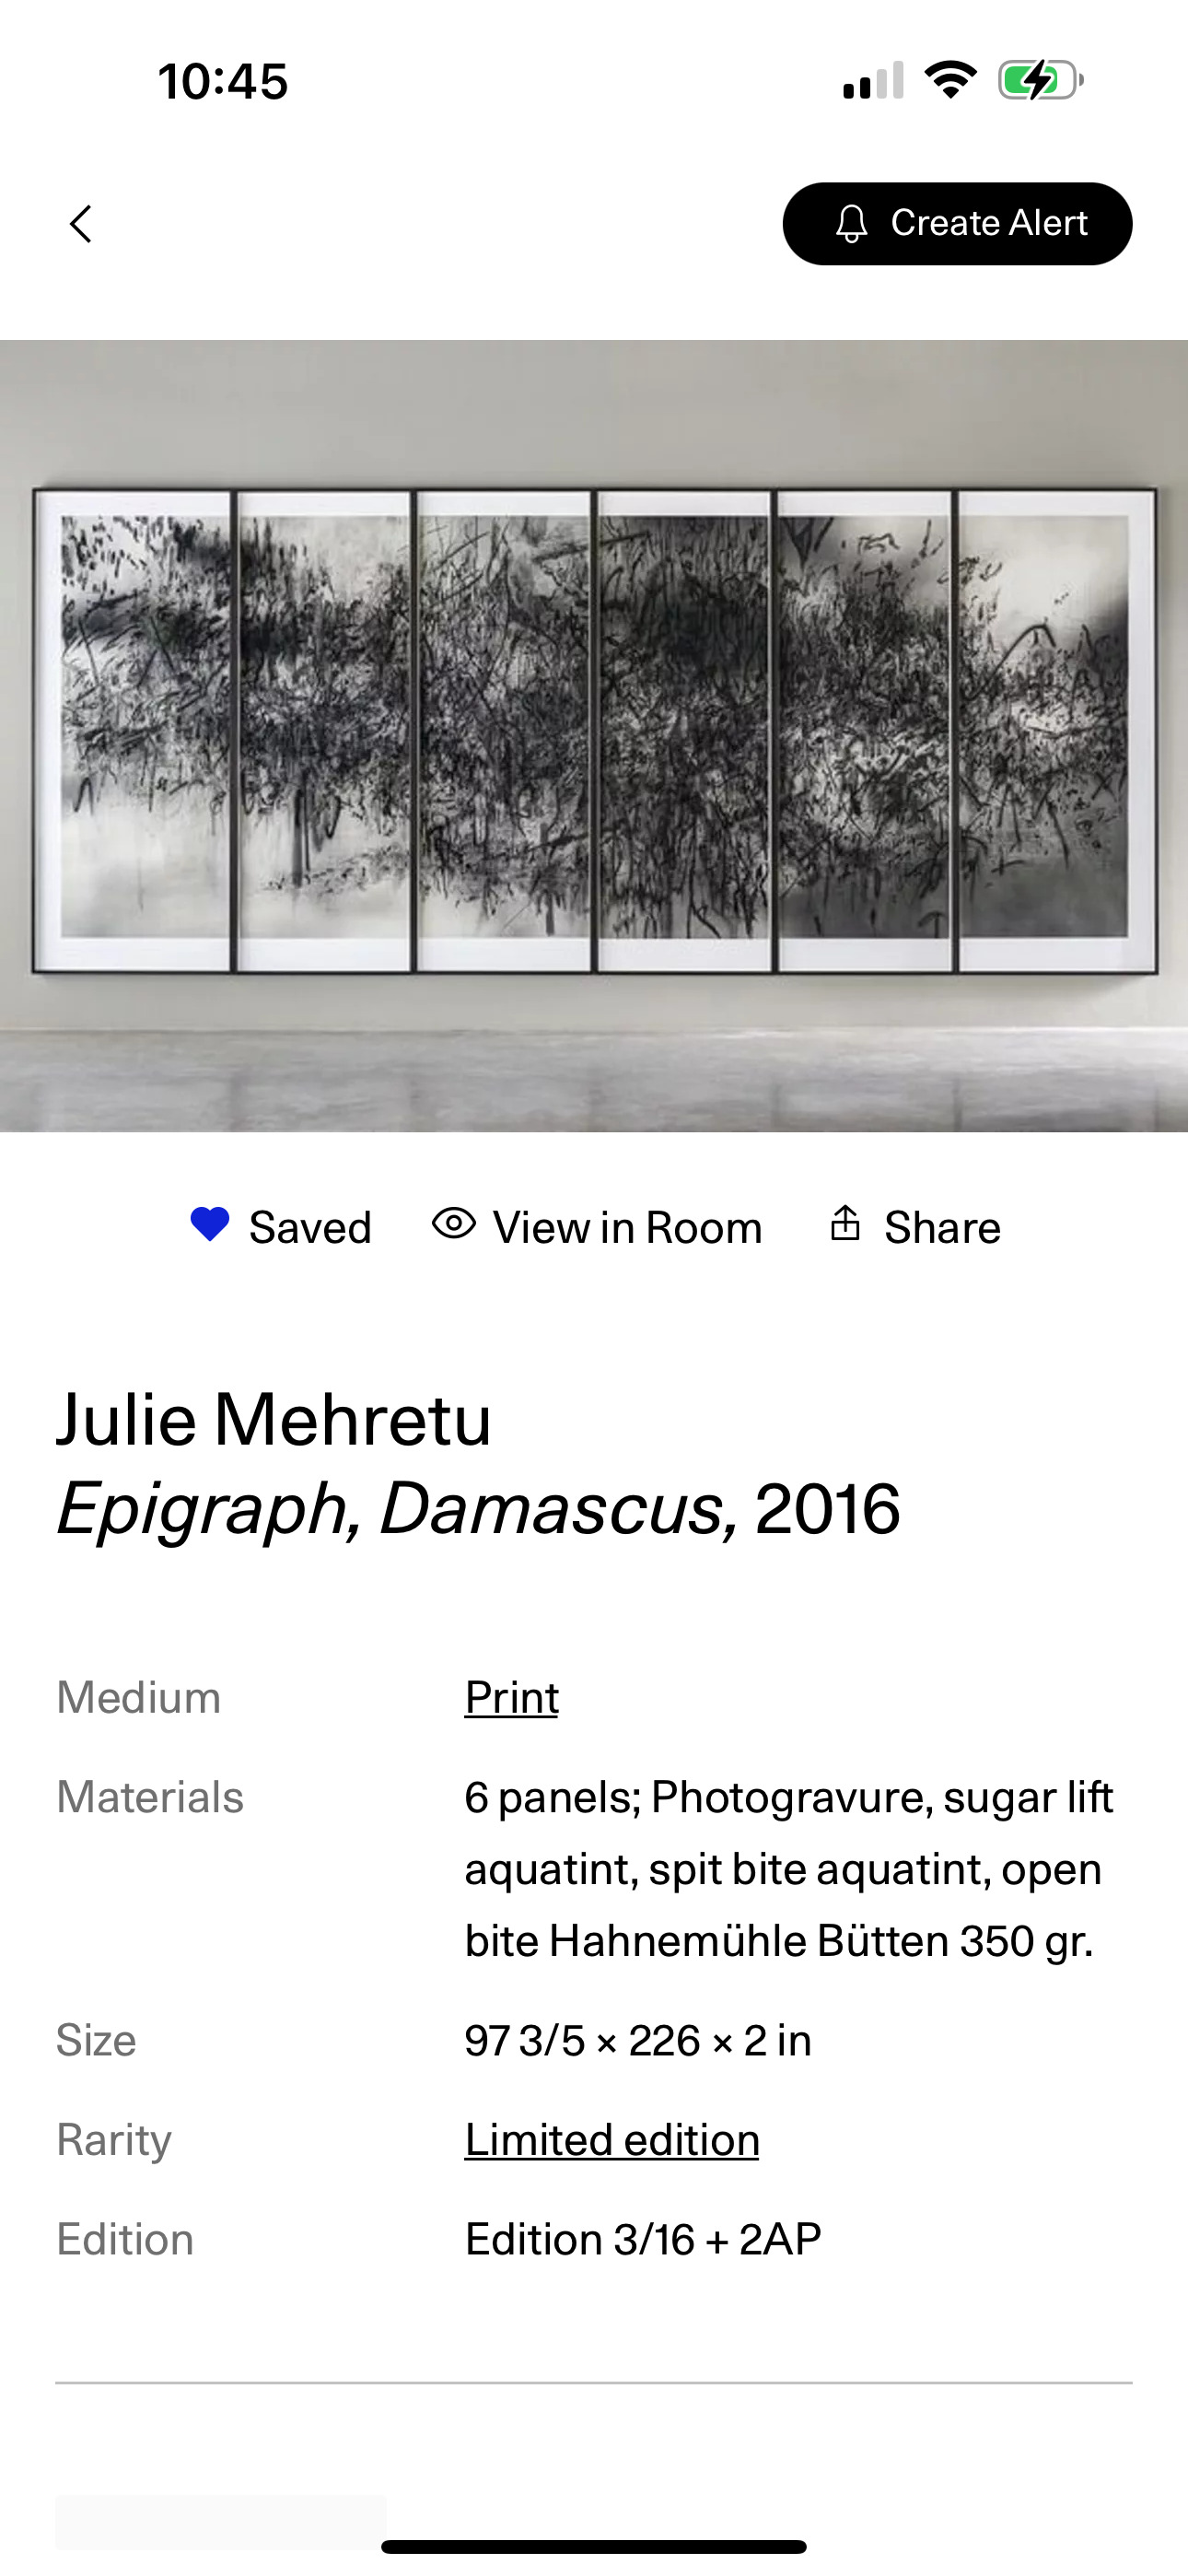 10:45
Create Alert
Saved
View in Room
Share
Julie Mehretu
Epigraph, Damascus, 2016
Medium
Print
Materials
6 panels; Photogravure, sugar lift
aquatint, spit bite aquatint, open
bite Hahnemühle Bütten 350 gr.
Size
97 3/5 × 226 × 2 in
Rarity
Limited edition
Edition
Edition 3/16 + 2AP